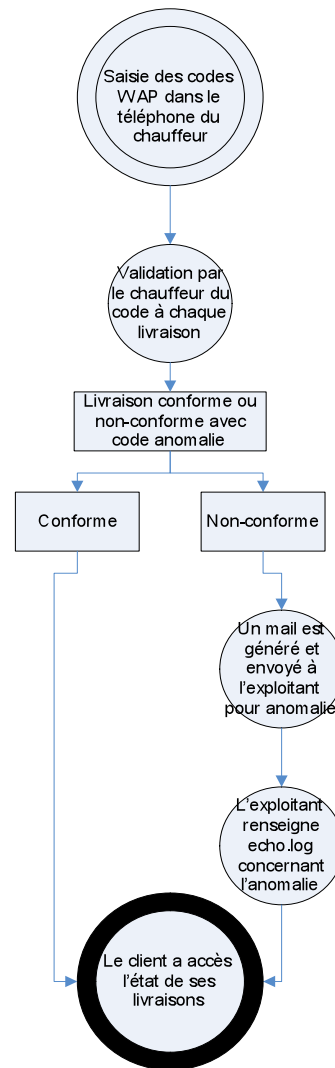 Saisie des codes
WAP dans le
téléphone du
chauffeur
Validation par
le chauffeur du
code à chaque
livraison
Livraison conforme ou
non-conforme avec
code anomalie
Conforme
Non-conforme
Un mail est
généré et
envoyé à
l'exploitant
pour anomalie
L'exploitant
renseigne
echo.log
concernant
l'anomalie
Le client a accès
l'état de ses
livraisons